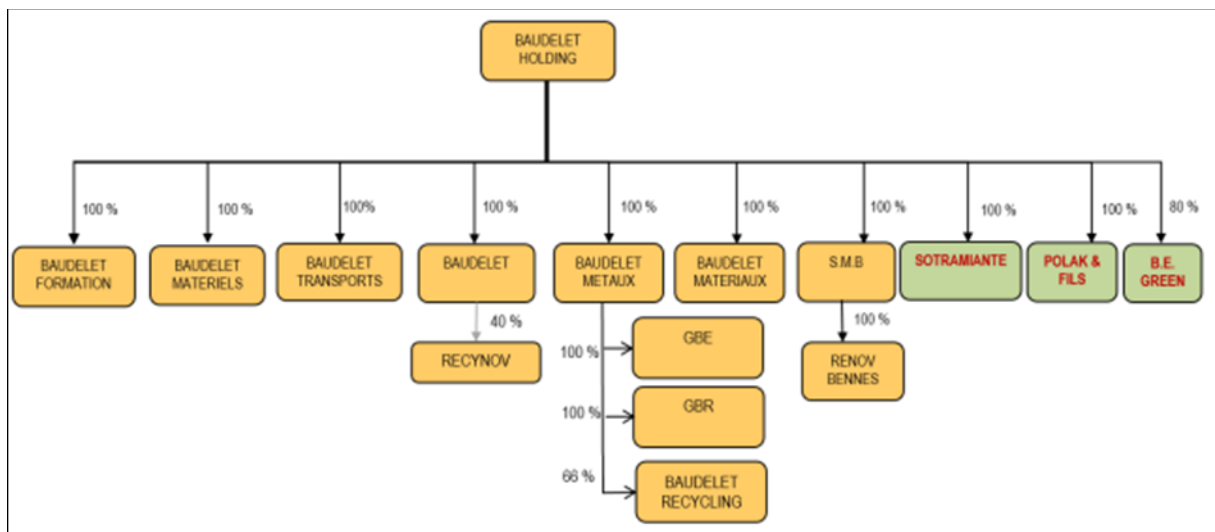 BAUDELET
HOLDING
100 %
100 %
100%
100 %
100 %
100 %
100 %
100 %
100 %
80 %
BAUDELET
FORMATION
BAUDELET
MATERIELS
BAUDELET
TRANSPORTS
BAUDELET
BAUDELET
METAUX
BAUDELET
MATERIAUX
S.M.B
SOTRAMIANTE
POLAK &
FILS
B.E.
GREEN
40 %
RECYNOV
100 %
GBE
100 %
GBR
66 %
BAUDELET
RECYCLING
100 %
RENOV
BENNES